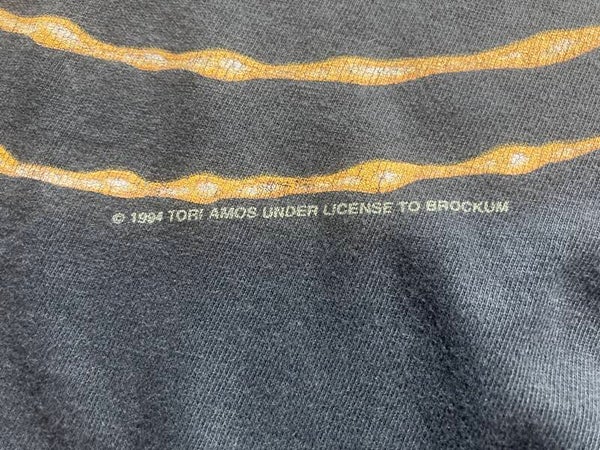 © 1994 TORI AMOS UNDER LICENSE TO BROCKUM